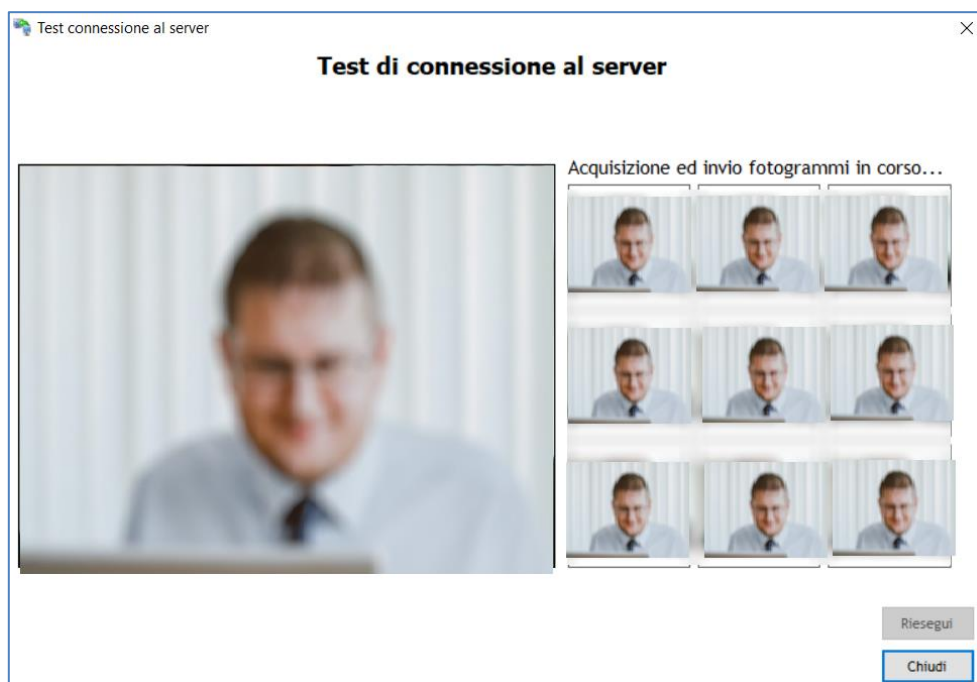 Test connessione al server
Test di connessione al server
Acquisizione ed invio fotogrammi in corso...
Riesegui
Chiudi